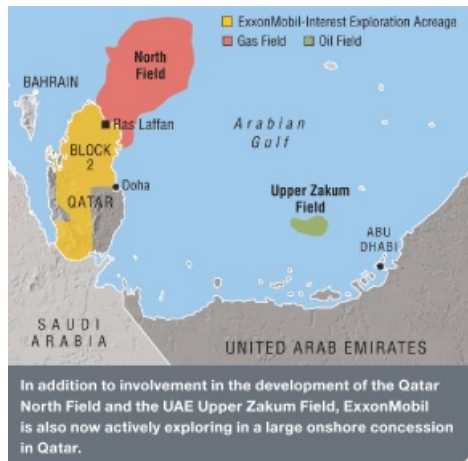 ExxonMobil-Interest Exploration Acreage
Gas Field
Oil Field
North
Field
BAHRAIN
Ras Laffan
Arabian
Gulf
BLOCK
2
Doha
QATAR
Upper Zakum
Field
ABU
DHABI
SAUDI
ARABIA
UNITED ARAB EMIRATES
In addition to involvement in the development of the Qatar
North Field and the UAE Upper Zakum Field, ExxonMobil
is also now actively exploring in a large onshore concession
in Qatar.